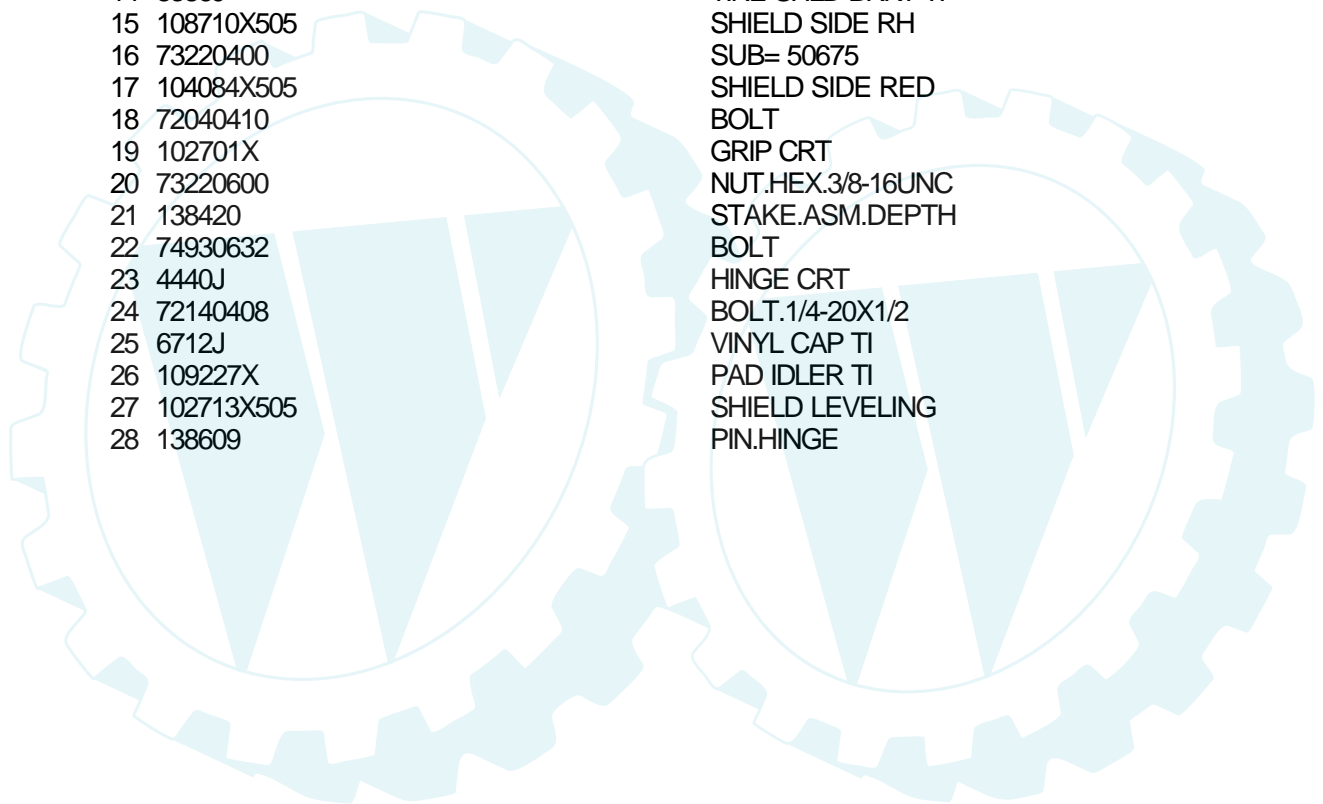 15 108710X505 SHIELD SIDE RH
16 73220400 SUB= 50675
17 104084X505 SHIELD SIDE RED
18 72040410 BOLT
19 102701X GRIP CRT
20 73220600 NUT.HEX.3/8-16UNC
21 138420 STAKE.ASM.DEPTH
22 74930632 BOLT
23 4440J HINGE CRT
24 72140408 BOLT.1/4-20X1/2
25 6712J VINYL CAP TI
26 109227X PAD IDLER TI
27 102713X505 SHIELD LEVELING
28 138609 PIN.HINGE